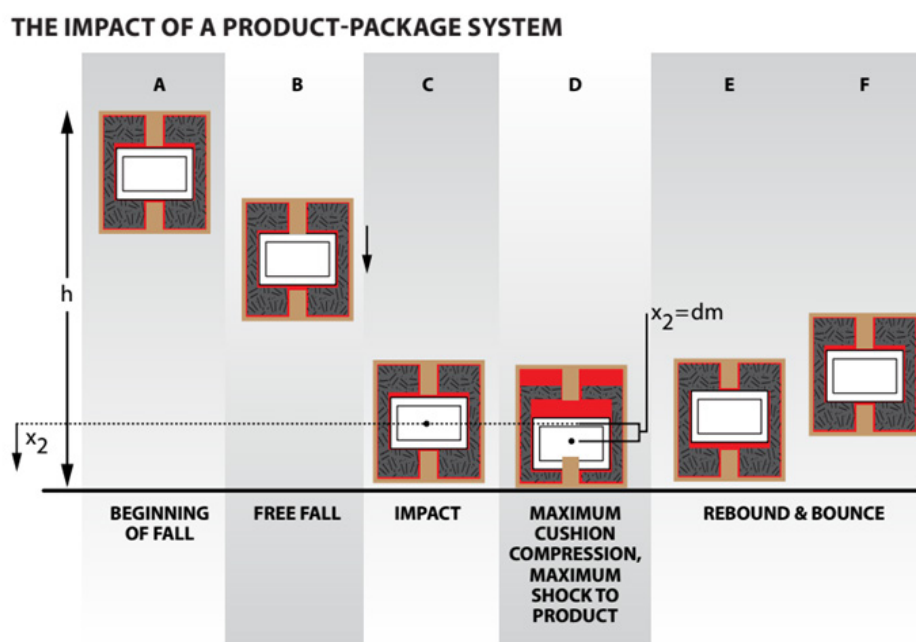 THE IMPACT OF A PRODUCT-PACKAGE SYSTEM
A
B
C
D
E
F
h
x2=dm
x2
BEGINNING
OF FALL
FREE FALL
IMPACT
MAXIMUM
CUSHION
COMPRESSION,
MAXIMUM
SHOCK TO
PRODUCT
REBOUND & BOUNCE